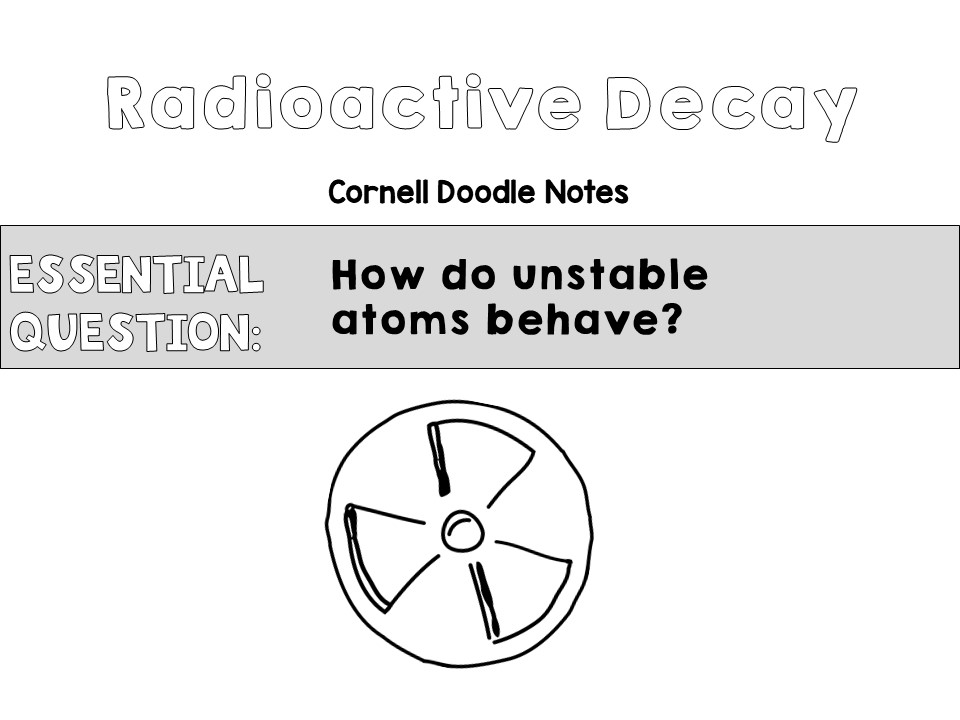 Radioactive Decay
Cornell Doodle Notes
ESSENTIAL
QUESTION:
How do unstable
atoms behave?